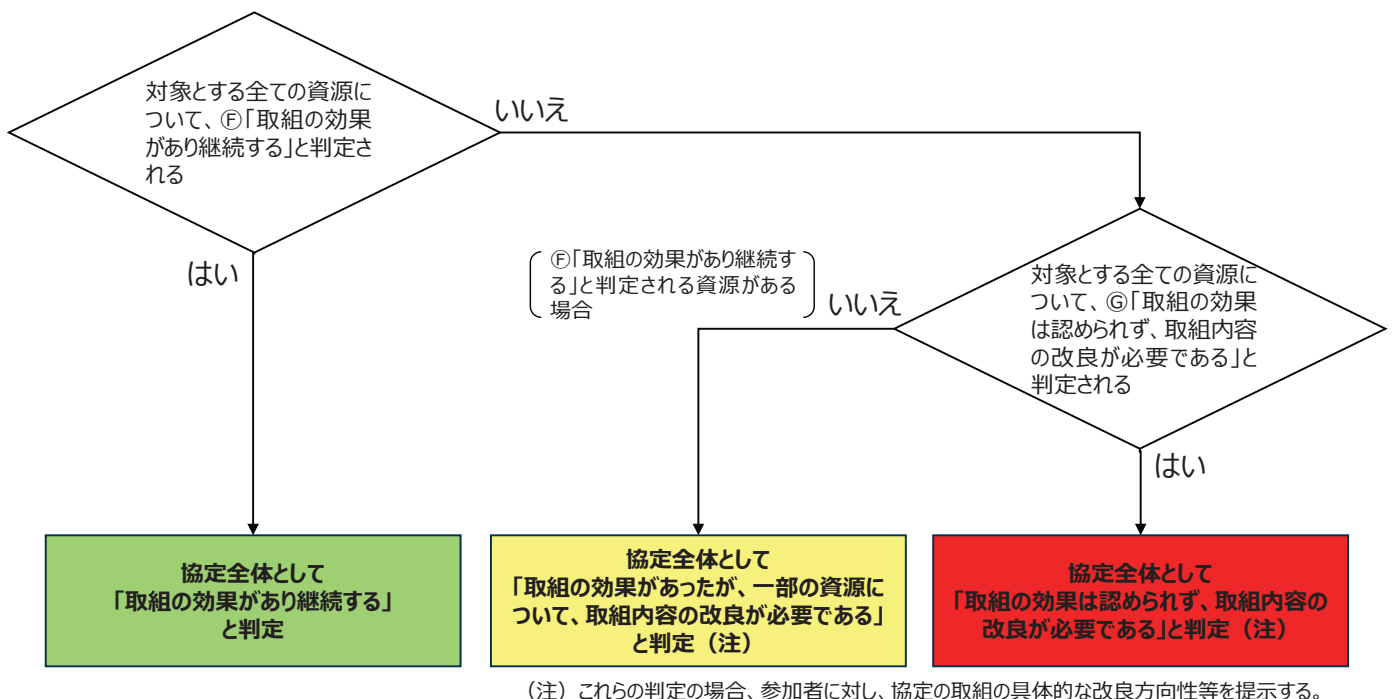 対象とする全ての資源に
ついて、Ⓕ「取組の効果
があり継続する」と判定さ
れる
いいえ
はい
Ⓕ「取組の効果があり継続す
る」と判定される資源がある
場合
いいえ
対象とする全ての資源に
ついて、Ⓖ「取組の効果
は認められず、取組内容
の改良が必要である」と
判定される
はい
協定全体として
「取組の効果があり継続する」
と判定
協定全体として
「取組の効果があったが、一部の資源に
ついて、取組内容の改良が必要である」
と判定（注）
協定全体として
「取組の効果は認められず、取組内容の
改良が必要である」と判定（注）
（注）これらの判定の場合、参加者に対し、協定の取組の具体的な改良方向性等を提示する。